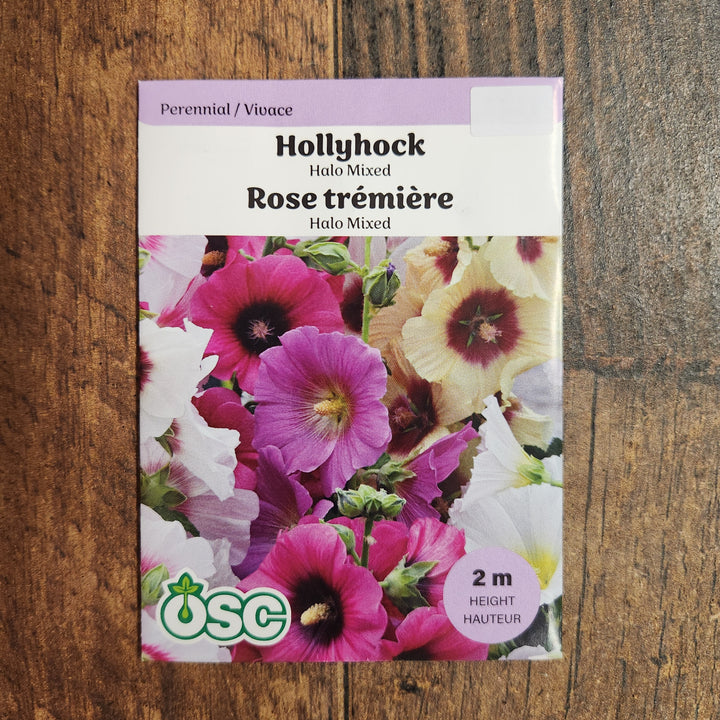 Perennial / Vivace
Hollyhock
Halo Mixed
Rose trémière
Halo Mixed
2 m
HEIGHT
HAUTEUR
OSC